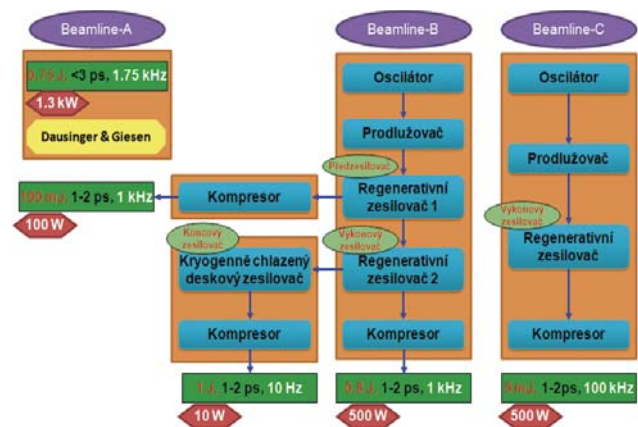 Beamline-A
Beamline-B
Beamline-C
0.75 J, <3 ps, 1.75 kHz
1.3 kW
Dausinger & Giesen
Oscilátor
Prodlužovač
Předzesilovač
Regenerativní
zesilovač 1
Kompresor
100 mJ, 1-2 ps, 1 kHz
100 W
Výkonový
zesilovač
Regenerativní
zesilovač 2
Koncový
zesilovač
Kryogenně chlazený
deskový zesilovač
Kompresor
1 J, 1-2 ps, 10 Hz
10 W
Kompresor
1-2 ps, 1 kHz
500 W
Oscilátor
Prodlužovač
Výkonový
zesilovač
Regenerativní
zesilovač
Kompresor
5 mJ, 1-2ps, 100 kHz
500 W